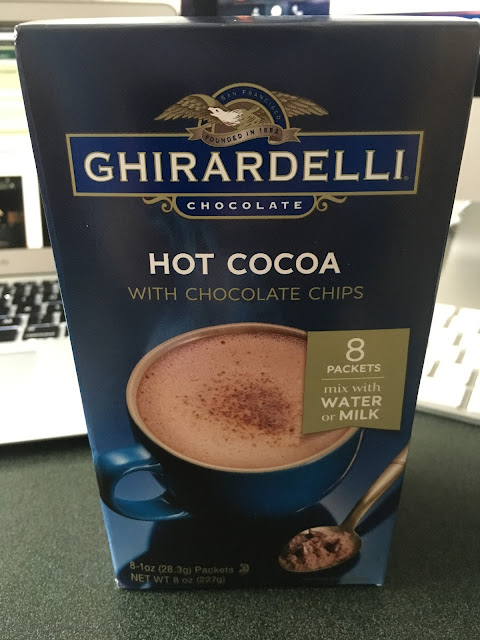 SAN FRANCISCO
FOUNDED IN 1852
GHIRARDELLI
CHOCOLATE
HOT COCOA
WITH CHOCOLATE CHIPS
8
PACKETS
mix with
WATER
or MILK
8-1oz (28.3g) Packets
NET WT 8 oz (227g)